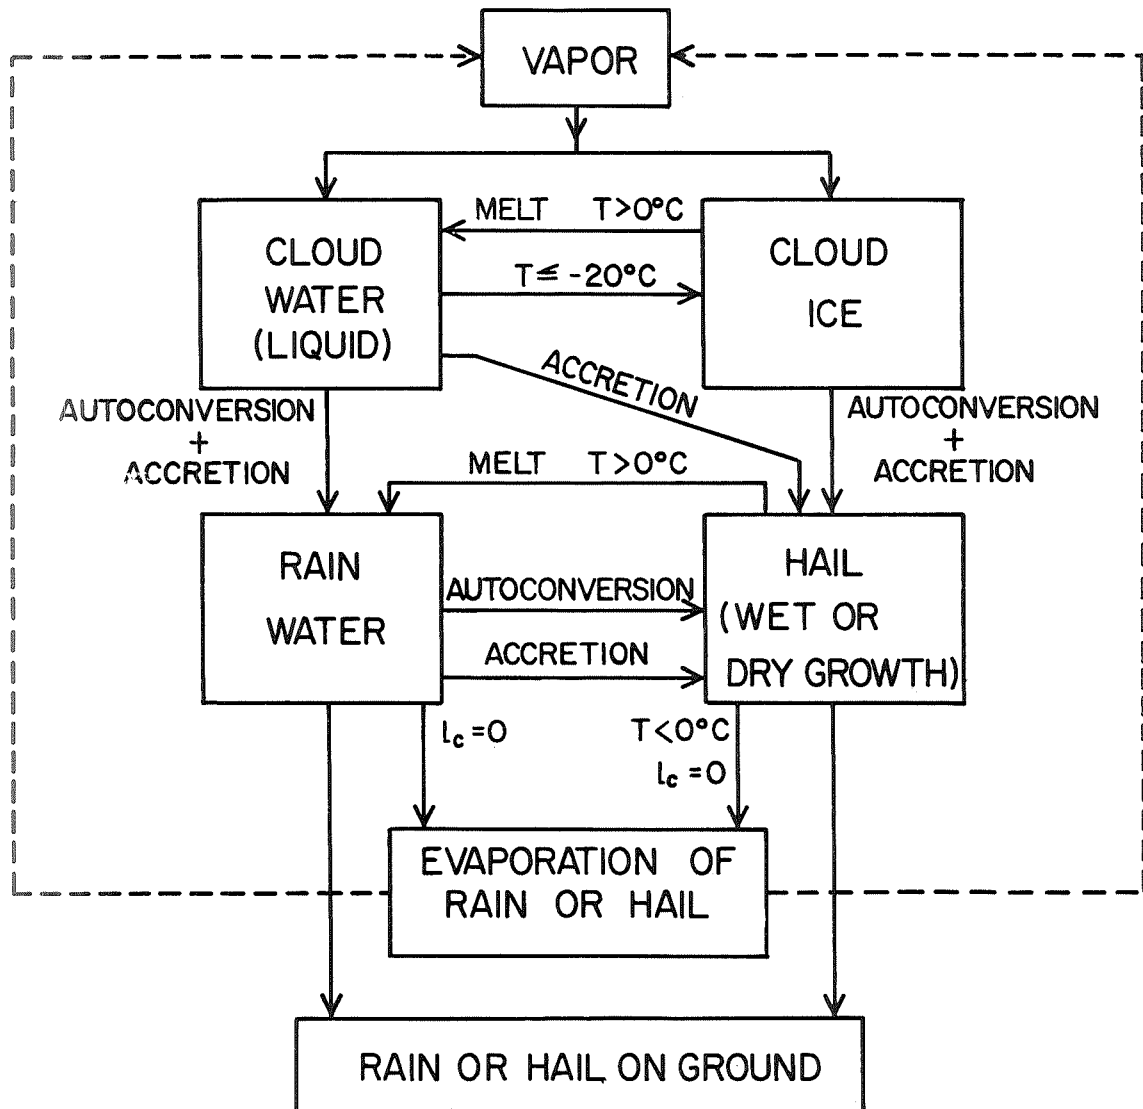 VAPOR
MELT T>0°C
CLOUD
WATER
(LIQUID)
T≦ -20°C
CLOUD
ICE
ACCRETION
AUTOCONVERSION
+
ACCRETION
AUTOCONVERSION
+
ACCRETION
MELT T>0°C
RAIN
WATER
AUTOCONVERSION
ACCRETION
HAIL
(WET OR
DRY GROWTH)
lc =0
T<0°C
lc =0
EVAPORATION OF
RAIN OR HAIL
RAIN OR HAIL ON GROUND